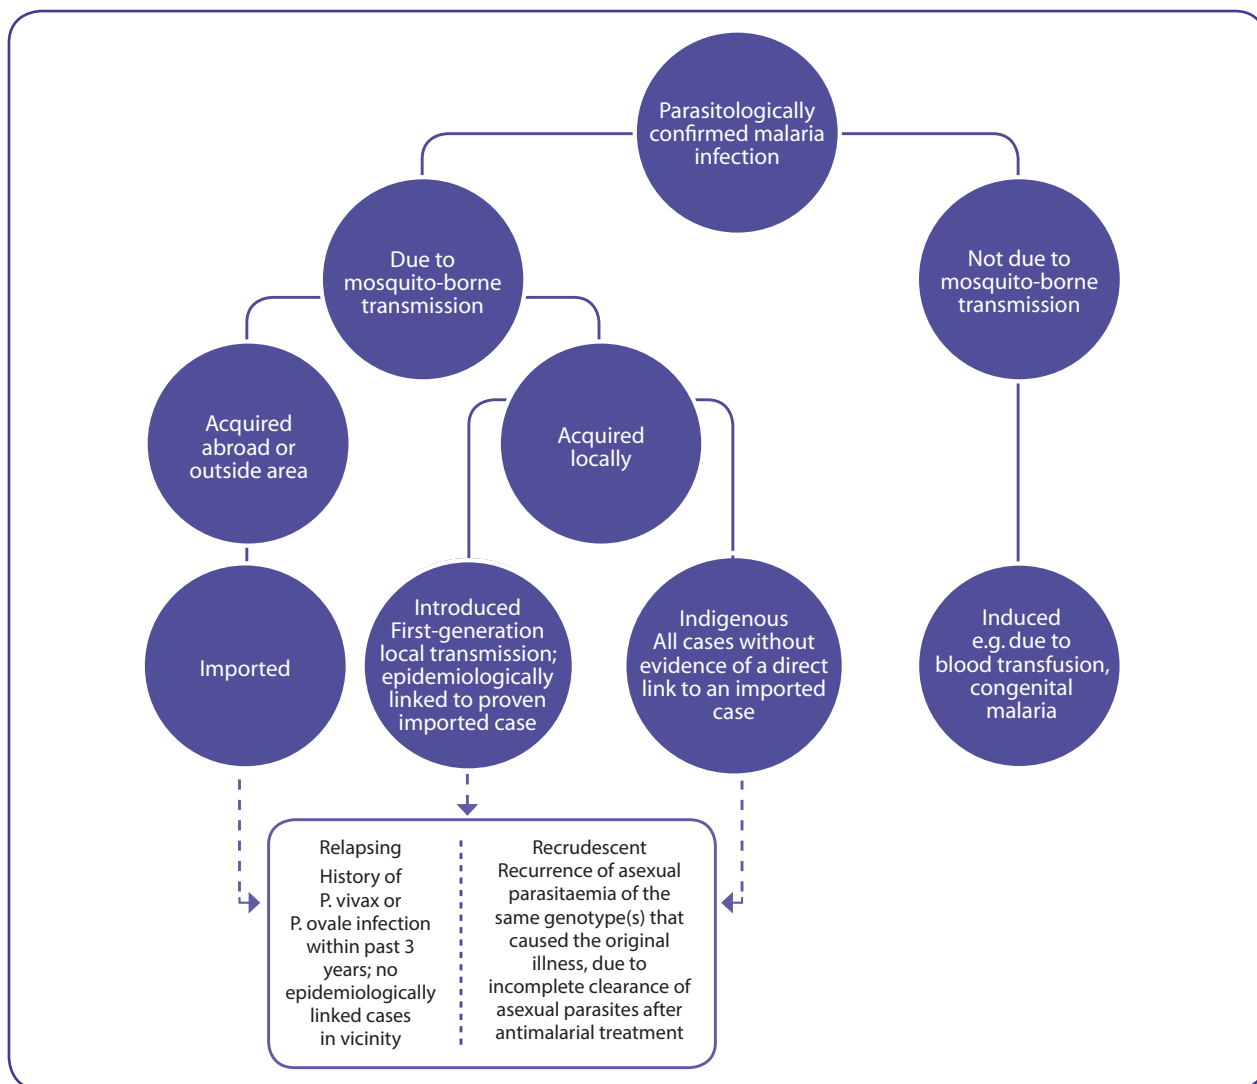 Parasitologically
confirmed malaria
infection
Due to
mosquito-borne
transmission
Not due to
mosquito-borne
transmission
Acquired
abroad or
outside area
Acquired
locally
Imported
Introduced
First-generation
local transmission;
epidemiologically
linked to proven
imported case
Indigenous
All cases without
evidence of a direct
link to an imported
case
Induced
e.g. due to
blood transfusion,
congenital
malaria
Relapsing
History of
P. vivax or
P. ovale infection
within past 3
years; no
epidemiologically
linked cases
in vicinity
Recrudescent
Recurrence of asexual
parasitaemia of the
same genotype(s) that
caused the original
illness, due to
incomplete clearance of
asexual parasites after
antimalarial treatment